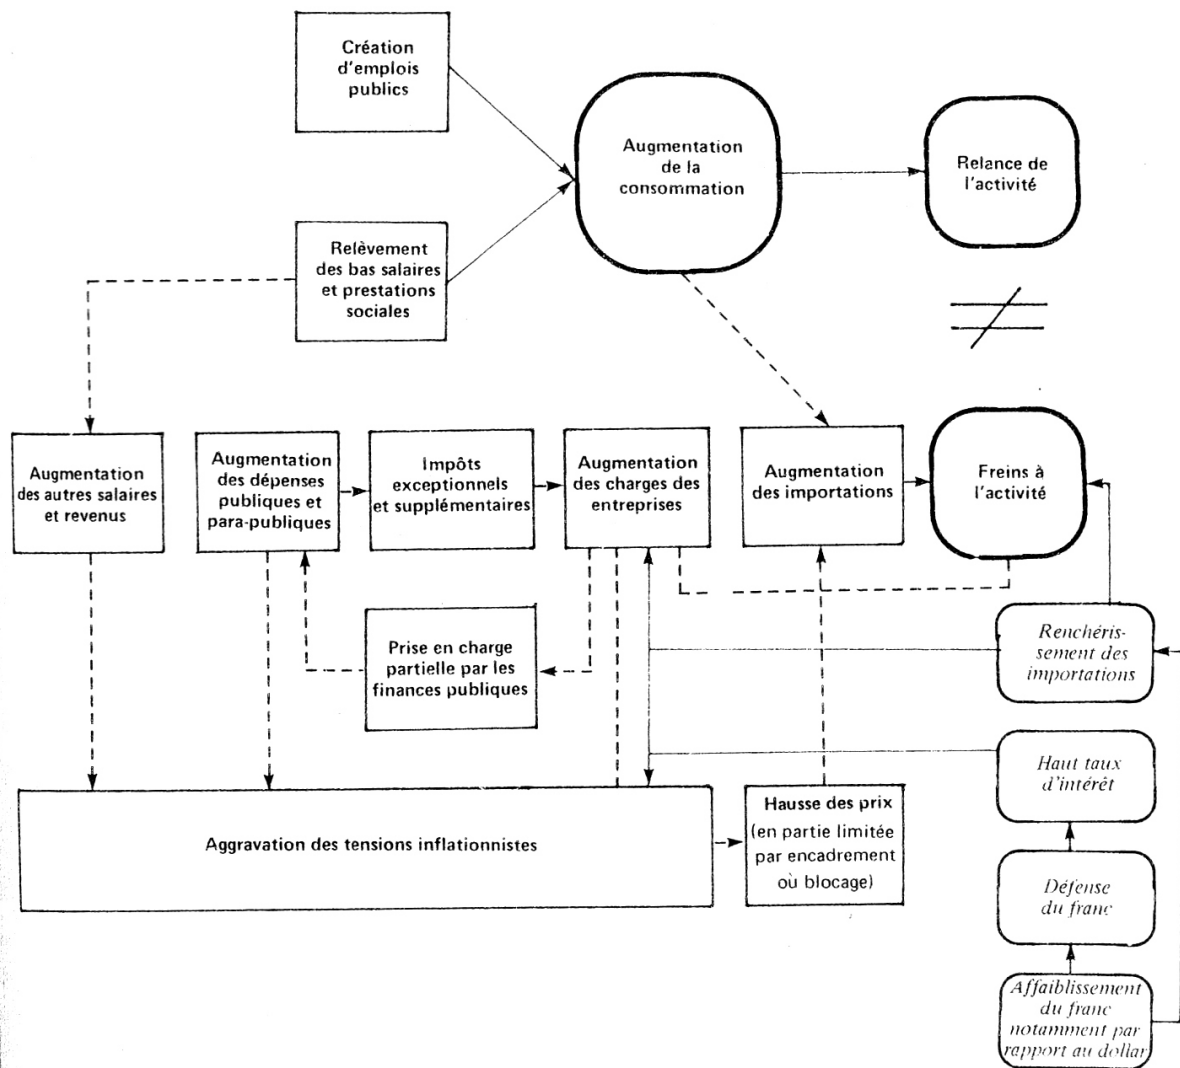 Création
d'emplois
publics
Augmentation
de la
consommation
Relance de
l'activité
Relèvement
des bas salaires
et prestations
sociales
Augmentation
des autres salaires
et revenus
Augmentation
des dépenses
publiques et
para-publiques
Impôts
exceptionnels
et supplémentaires
Augmentation
des charges des
entreprises
Augmentation
des importations
Freins à
l'activité
Prise en charge
partielle par les
finances publiques
Renchéris-
sement des
importations
Haut taux
d'intérêt
Aggravation des tensions inflationnistes
Hausse des prix
(en partie limitée
par encadrement
où blocage)
Défense
du franc
Affaiblissement
du franc
notamment par
rapport au dollar